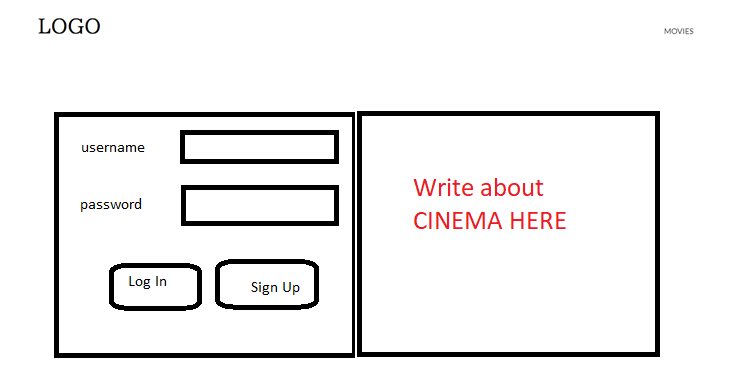 LOGO
MOVIES
username
password
Log In
Sign Up
Write about
CINEMA HERE